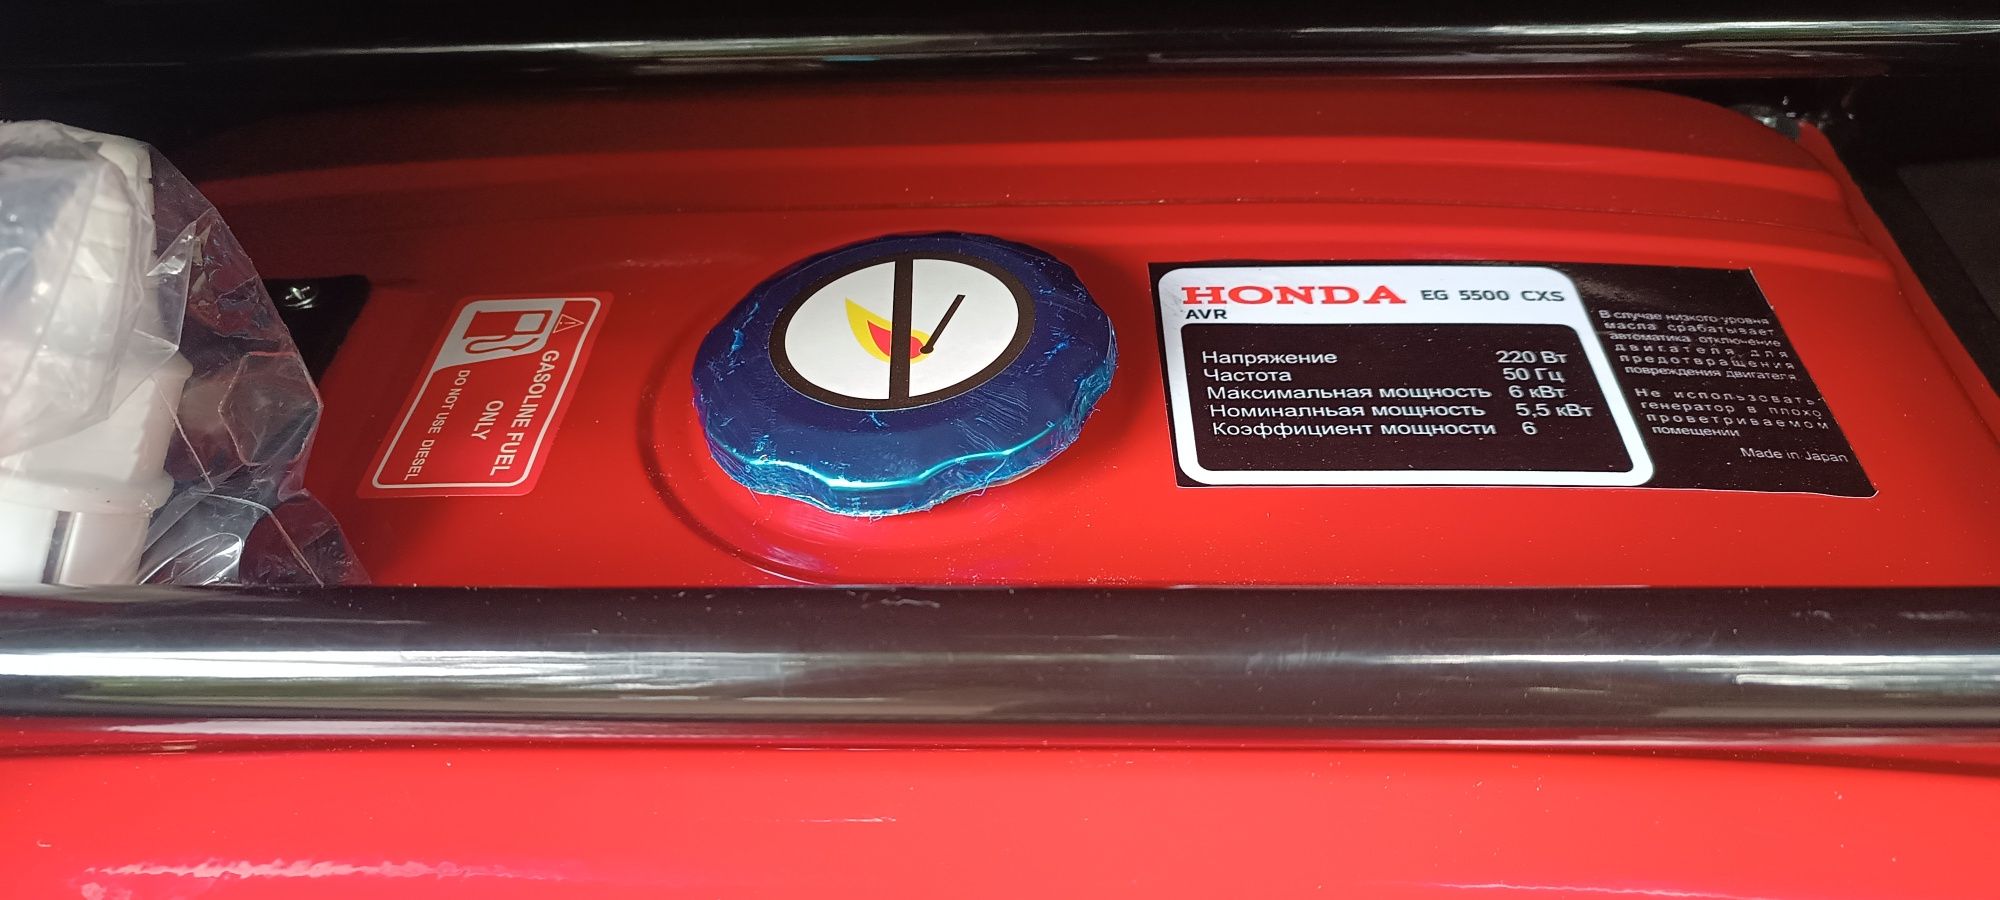 GASOLINE FUEL
ONLY
DO NOT USE DIESEL
HONDA EG 5500 CXS
AVR
Напряжение 220 Вт
Частота 50 Гц
Максимальная мощность 6 кВт
Номиналньая мощность 5,5 кВт
Коэффициент мощности 6
В случае низкого уровня
масла срабатывает
автоматика отключение
двигателя для
предотвращения
повреждения двигателя.
Не использовать
генератор в плохо
проветриваемом
помещении
Made in Japan